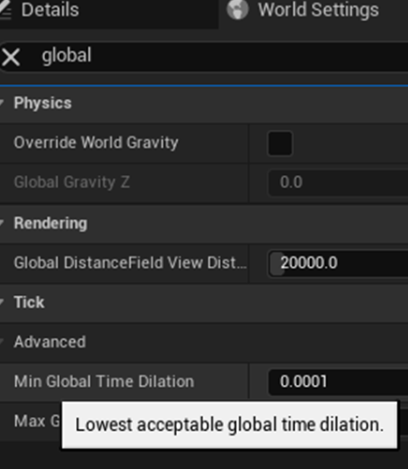 Details
World Settings
global
Physics
Override World Gravity
Global Gravity Z
0.0
Rendering
Global DistanceField View Dist...
20000.0
Tick
Advanced
Min Global Time Dilation
0.0001
Max G
Lowest acceptable global time dilation.